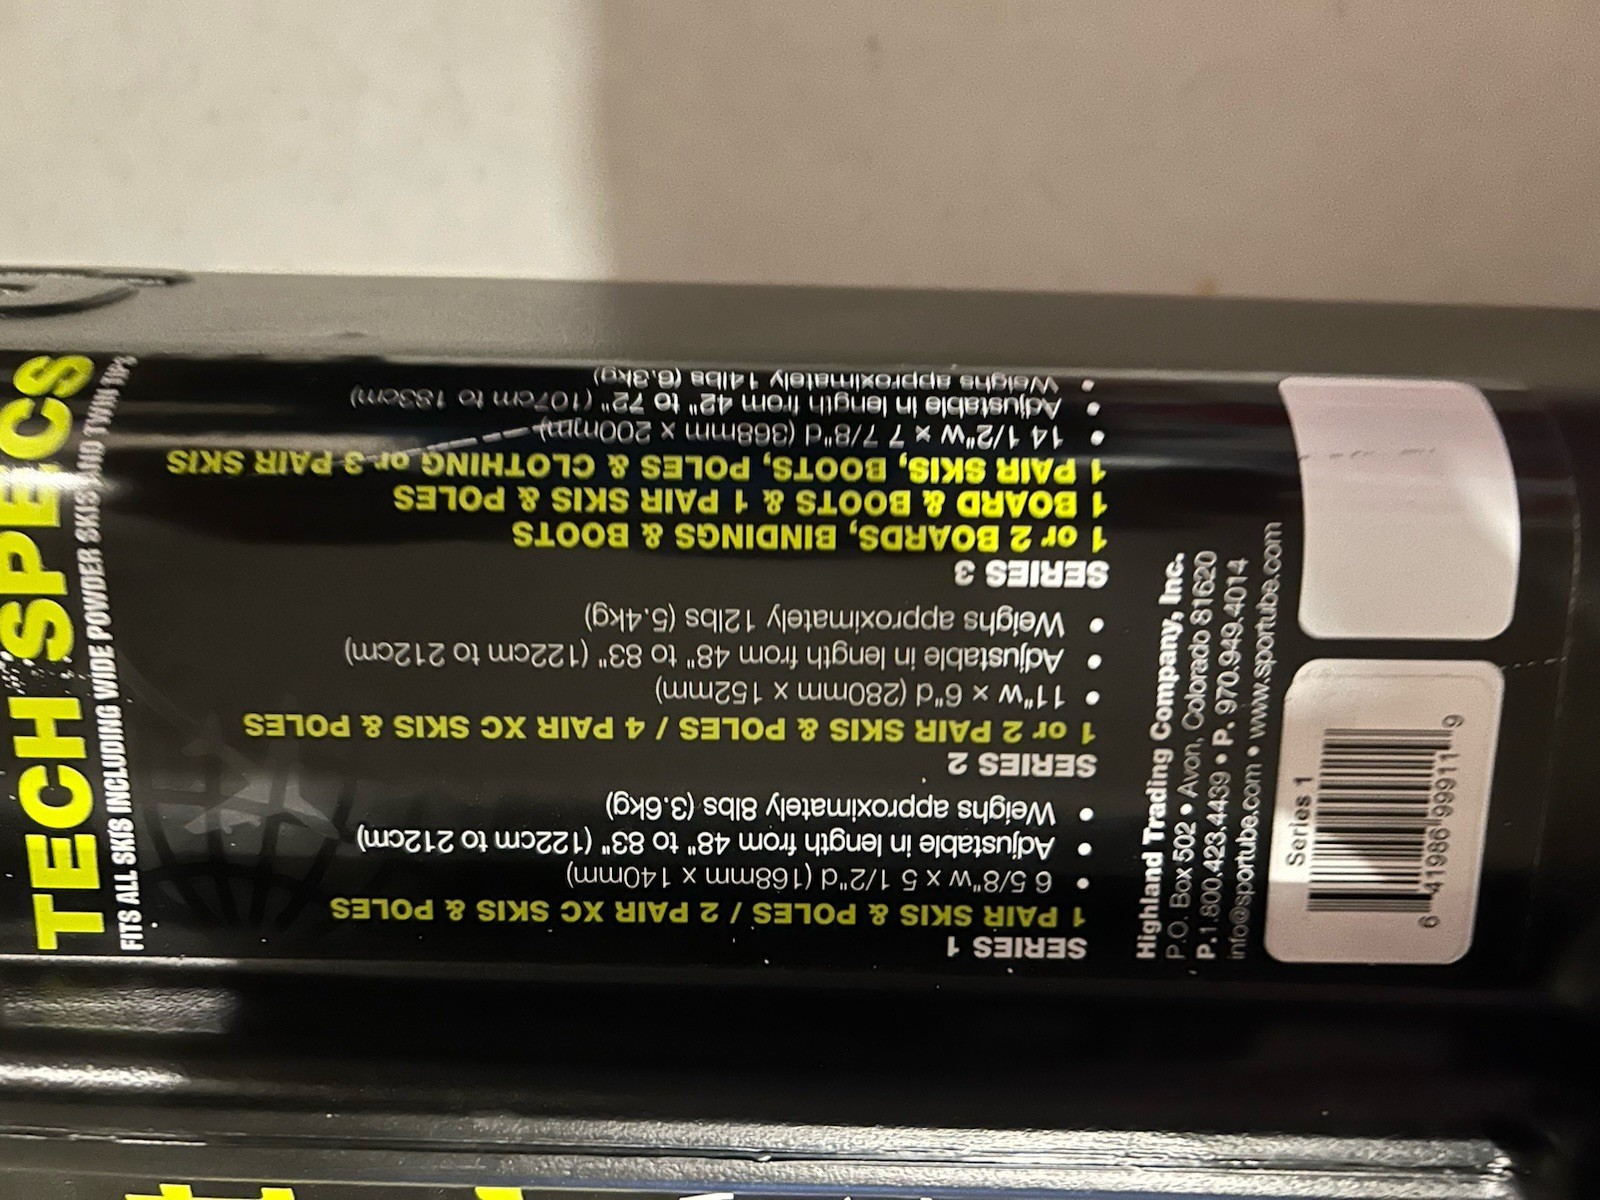 TECH SPECS
FITS ALL SKIS INCLUDING WIDE POWDER SKIS AND TWIN TIPS
SERIES 1
1 PAIR SKIS & POLES / 2 PAIR XC SKIS & POLES
• 6 5/8"w x 5 1/2"d (168mm x 140mm)
• Adjustable in length from 48" to 83" (122cm to 212cm)
• Weighs approximately 8lbs (3.6kg)
SERIES 2
1 or 2 PAIR SKIS & POLES / 4 PAIR XC SKIS & POLES
• 11"w x 6"d (280mm x 152mm)
• Adjustable in length from 48" to 83" (122cm to 212cm)
• Weighs approximately 12lbs (5.4kg)
SERIES 3
1 or 2 BOARDS, BINDINGS & BOOTS
1 BOARD & BOOTS & 1 PAIR SKIS & POLES
1 PAIR SKIS, BOOTS, POLES & CLOTHING or 3 PAIR SKIS
• 14 1/2"w x 7 7/8"d (368mm x 200mm)
• Adjustable in length from 42" to 72" (107cm to 183cm)
• Weighs approximately 14lbs (6.3kg)
Highland Trading Company, Inc.
P.O. Box 502 • Avon, Colorado 81620
P.1.800.423.4439 • P. 970.949.4014
info@sportube.com • www.sportube.com
Series 1
6 41986 99911 9